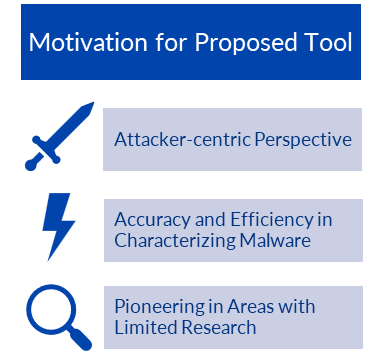 Motivation for Proposed Tool
Attacker-centric Perspective
Accuracy and Efficiency in
Characterizing Malware
Pioneering in Areas with
Limited Research